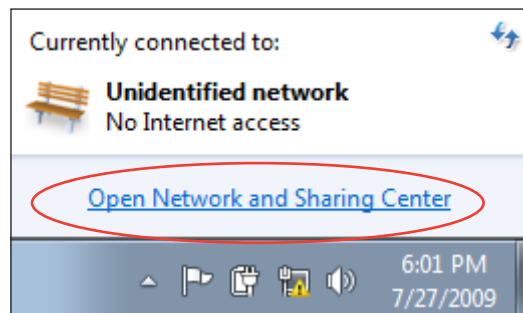 Currently connected to:
Unidentified network
No Internet access
Open Network and Sharing Center
6:01 PM
7/27/2009